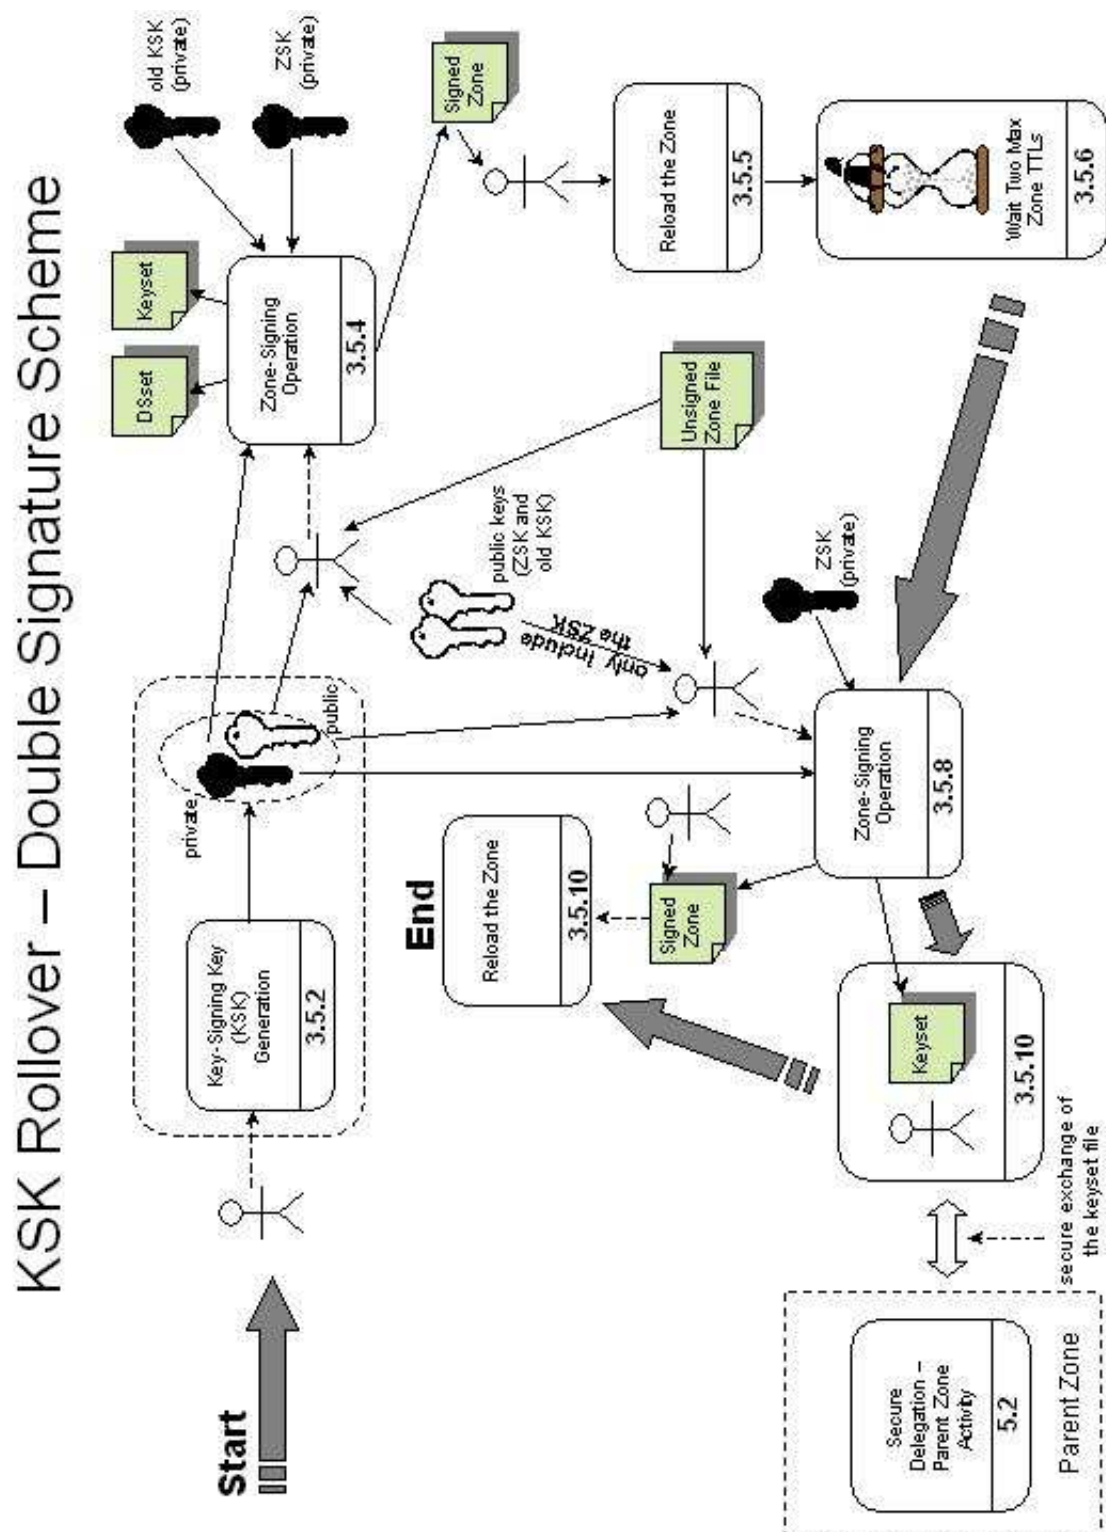 KSK Rollover – Double Signature Scheme
Start
Key-Signing Key
(KSK)
Generation
3.5.2
private
public
DSset
Keyset
Zone-Signing
Operation
3.5.4
old KSK
(private)
ZSK
(private)
Signed
Zone
public keys
(ZSK and
old KSK)
only include
the ZSK
Unsigned
Zone File
Reload the Zone
3.5.5
Wait Two Max
Zone TTLs
3.5.6
End
Reload the Zone
3.5.10
Signed
Zone
Zone-Signing
Operation
3.5.8
ZSK
(private)
Keyset
3.5.10
secure exchange of
the keyset file
Secure
Delegation –
Parent Zone
Activity
5.2
Parent Zone